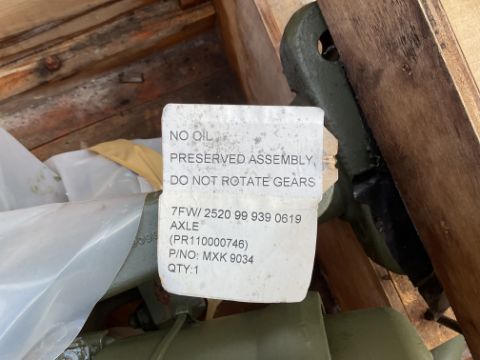 NO OIL
PRESERVED ASSEMBLY,
DO NOT ROTATE GEARS
7FW/ 2520 99 939 0619
AXLE
(PR110000746)
P/NO: MXK 9034
QTY:1